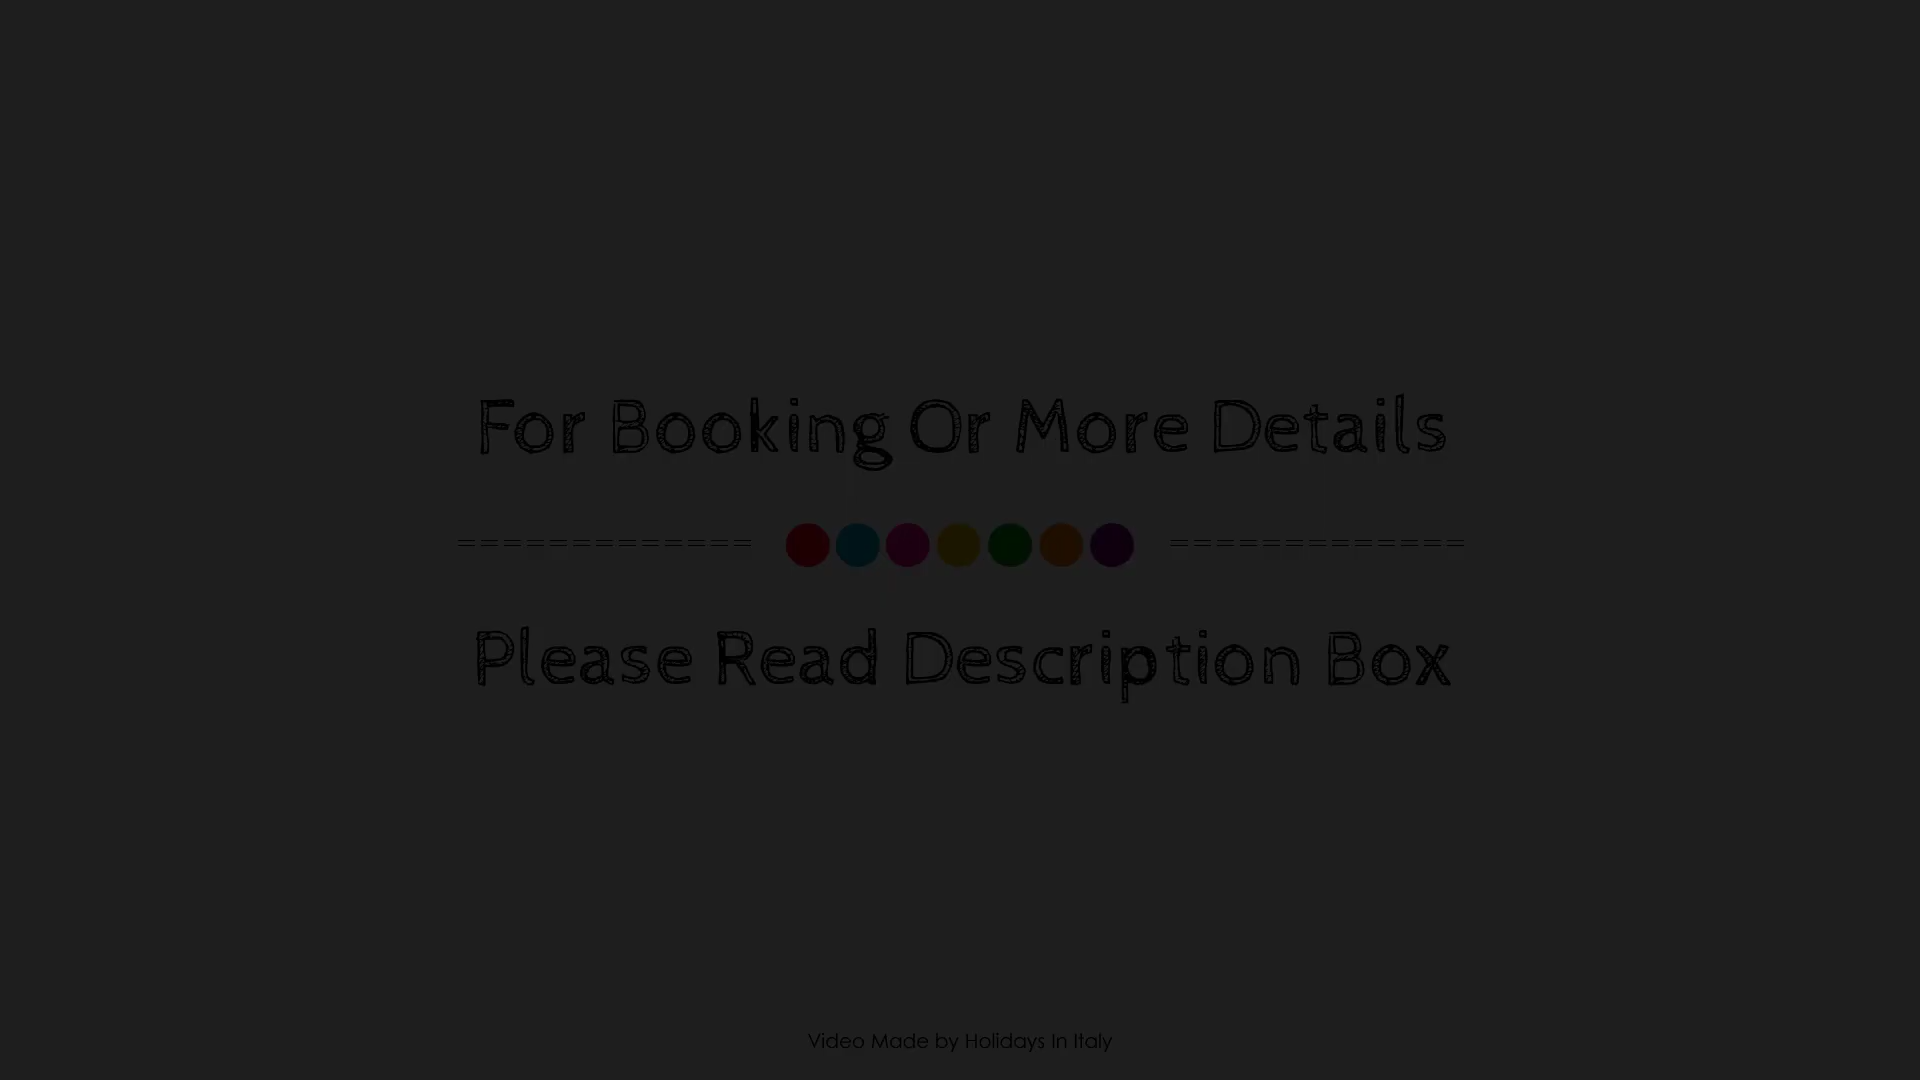 For Booking Or More Details
============= =============
Please Read Description Box
Video Made by Holidays In Italy